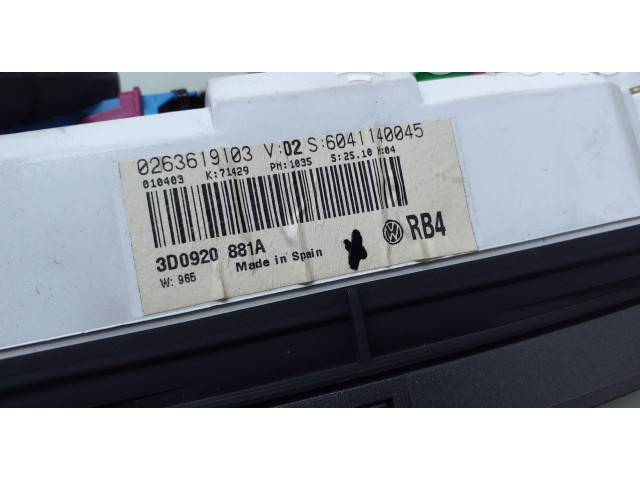 0263619103 V:02 S:6041140045
010403 K:71429 PH:1035 S:25.10 H:04
3D0920 881A RB4
W: 965 Made in Spain